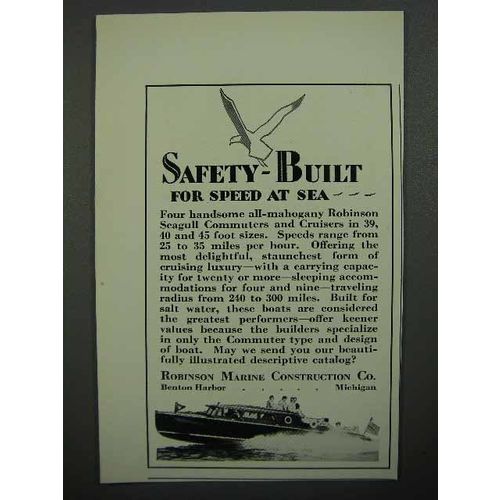 SAFETY-BUILT
FOR SPEED AT SEA
Four handsome all-mahogany Robinson
Seagull Commuters and Cruisers in 39,
40 and 45 foot sizes. Speeds range from
25 to 35 miles per hour. Offering the
most delightful, staunchest form of
cruising luxury—with a carrying capac-
ity for twenty or more—sleeping accom-
modations for four and nine—traveling
radius from 240 to 300 miles. Built for
salt water, these boats are considered
the greatest performers—offer keener
values because the builders specialize
in only the Commuter type and design
of boat. May we send you our beauti-
fully illustrated descriptive catalog?
ROBINSON MARINE CONSTRUCTION CO.
Benton Harbor . . . . . Michigan